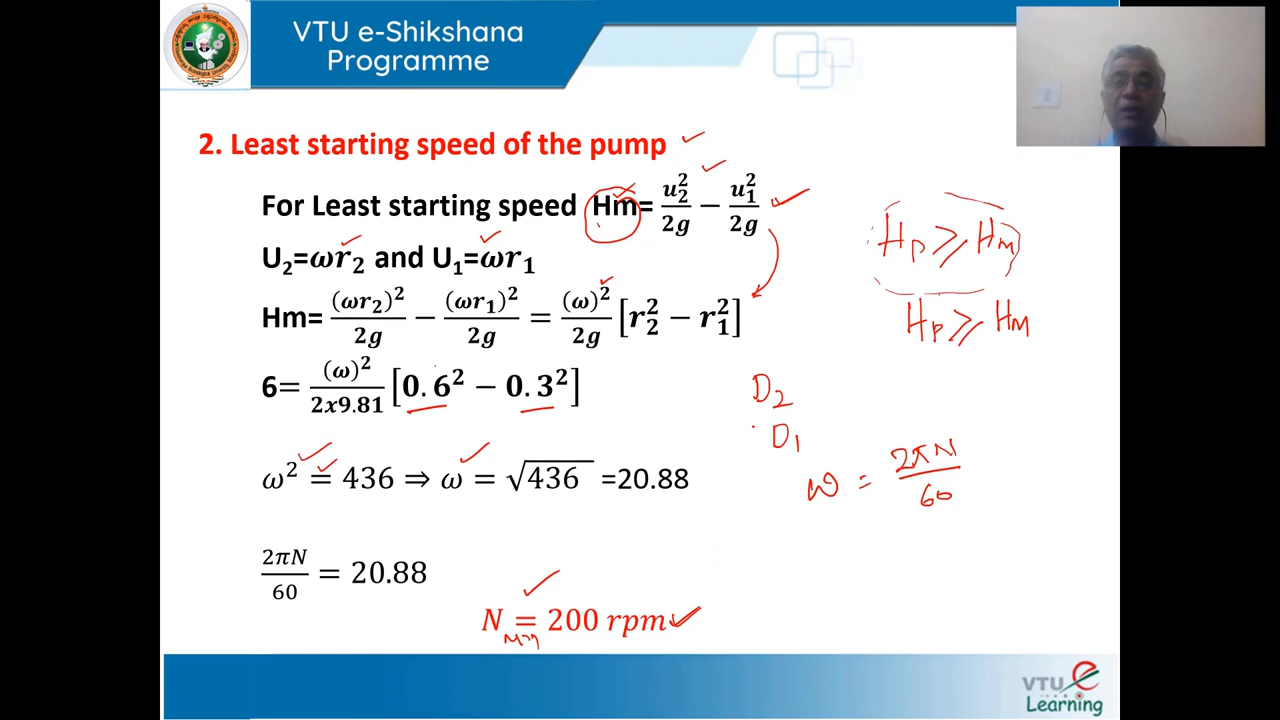 VTU e-Shikshana
Programme
2. Least starting speed of the pump ✓
For Least starting speed Hm= u₂²/2g − u₁²/2g
Hp ⩾ Hm
U₂=ωr₂ and U₁=ωr₁
Hm= (ωr₂)²/2g − (ωr₁)²/2g = (ω)²/2g [r₂² − r₁²]
Hp ⩾ Hm
6= (ω)²/2x9.81 [0.6² − 0.3²]
D₂
D₁
ω² = 436 ⇒ ω = √436 =20.88
ω = 2πN/60
2πN/60 = 20.88
N = 200 rpm
min
VTU e
Learning